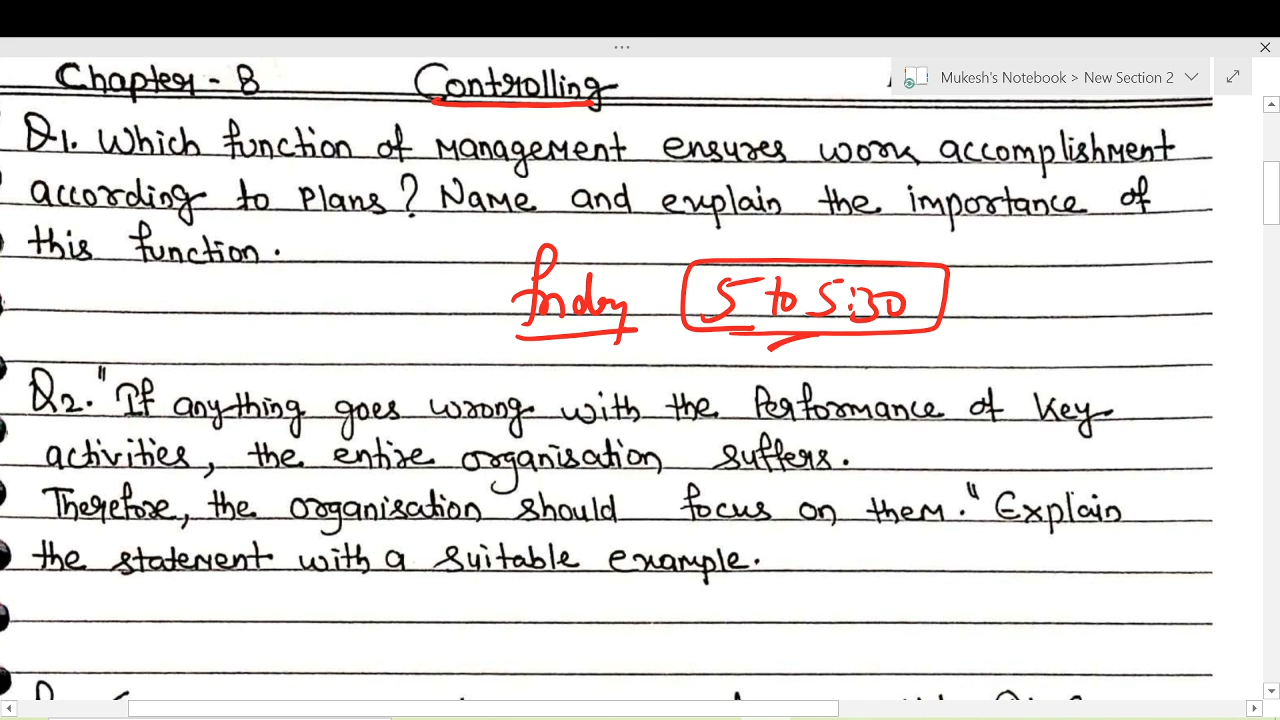 Chapter - 8 Controlling
Mukesh's Notebook > New Section 2
Q1. Which function of management ensures work accomplishment
according to plans? Name and explain the importance of
this function.
friday 5 to 5:30
Q2. "If anything goes wrong with the performance of key
activities, the entire organisation suffers.
Therefore, the organisation should focus on them." Explain
the statement with a suitable example.